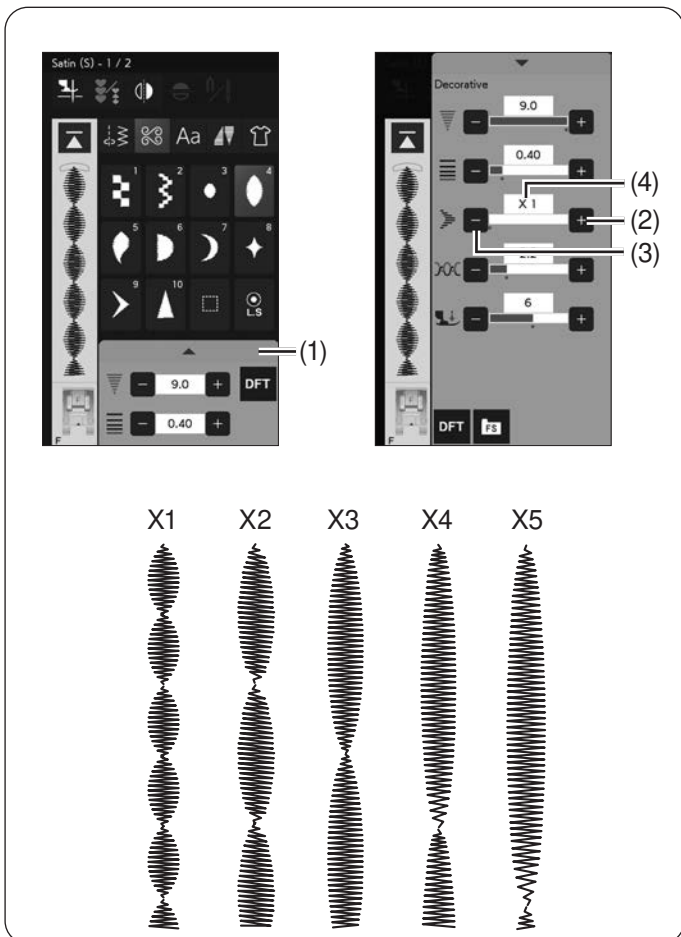 Satin (S) - 1 / 2
Aa
1 2 3 4
5 6 7 8
9 10
L.S
(1)
9.0
DFT
0.40
F
Decorative
9.0
0.40
(4)
X 1
(2)
(3)
6
DFT FS
F
X1 X2 X3 X4 X5